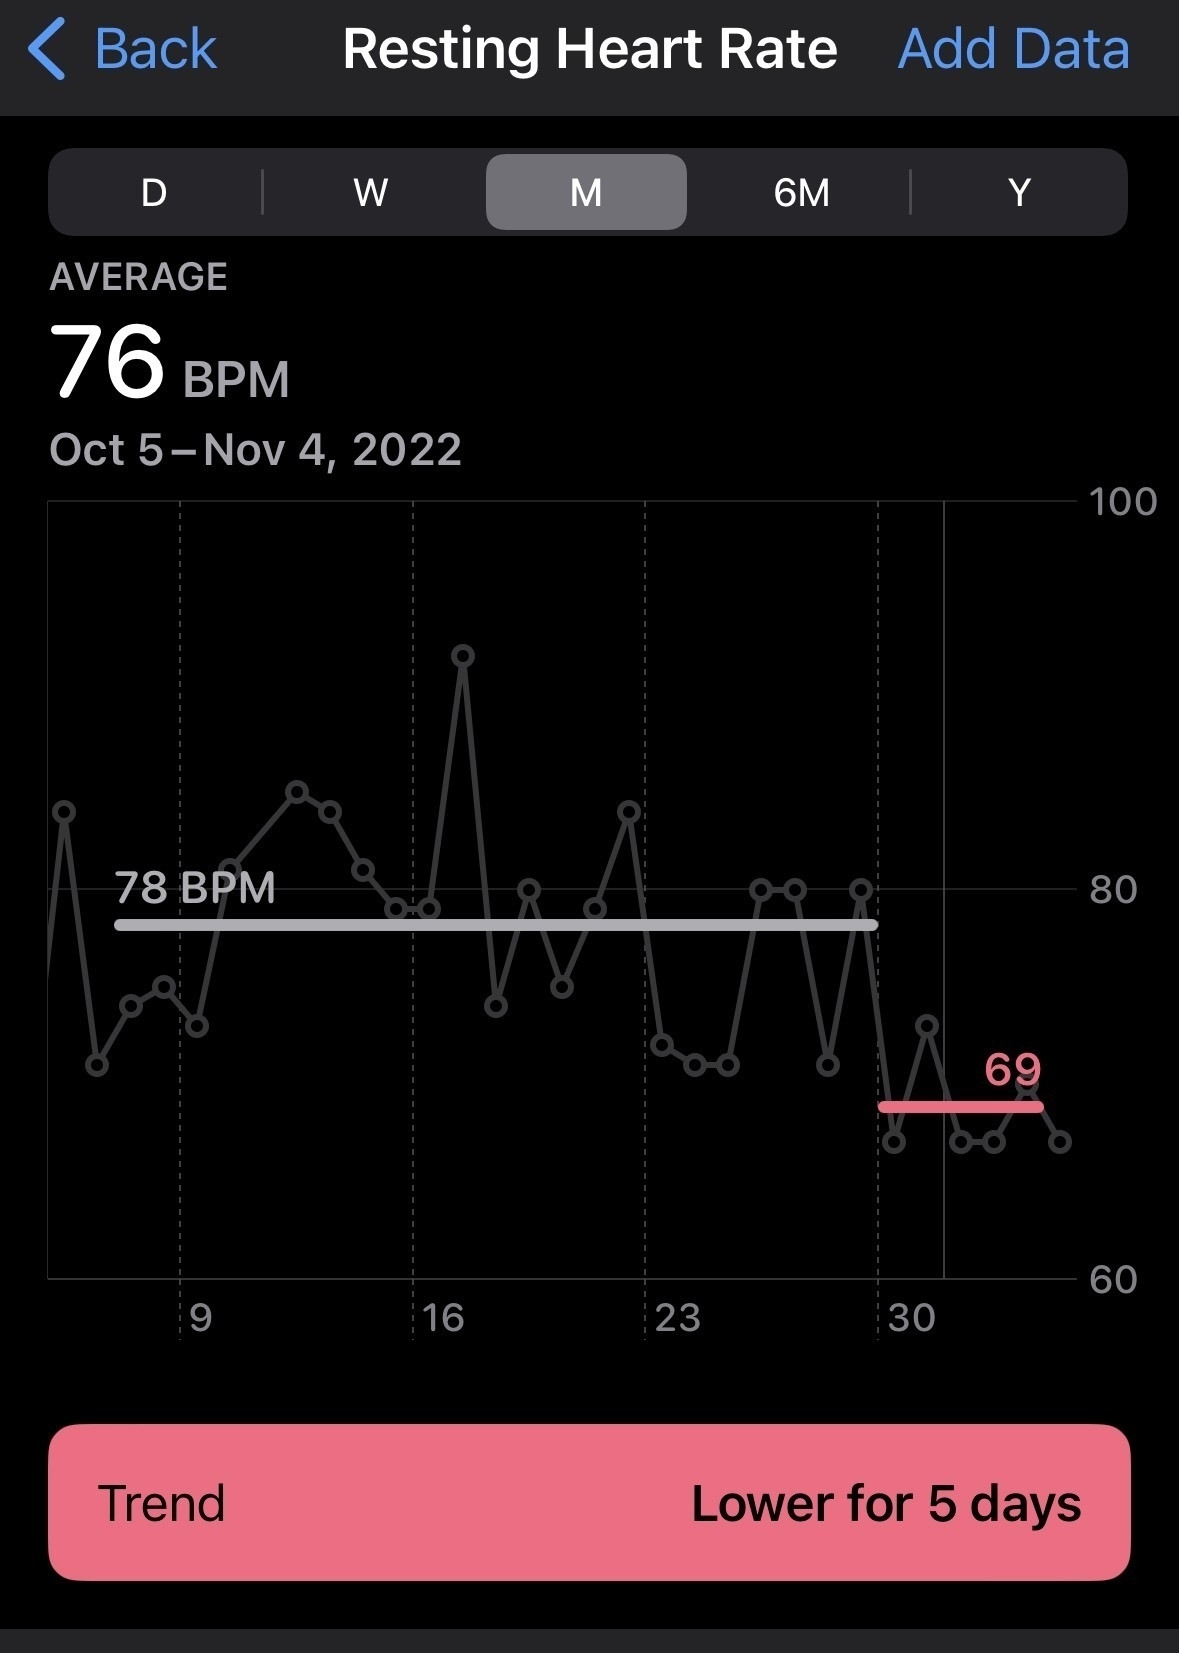 Back Resting Heart Rate Add Data
D W M 6M Y
AVERAGE
76 BPM
Oct 5–Nov 4, 2022
100
78 BPM
80
69
60
9 16 23 30
Trend Lower for 5 days